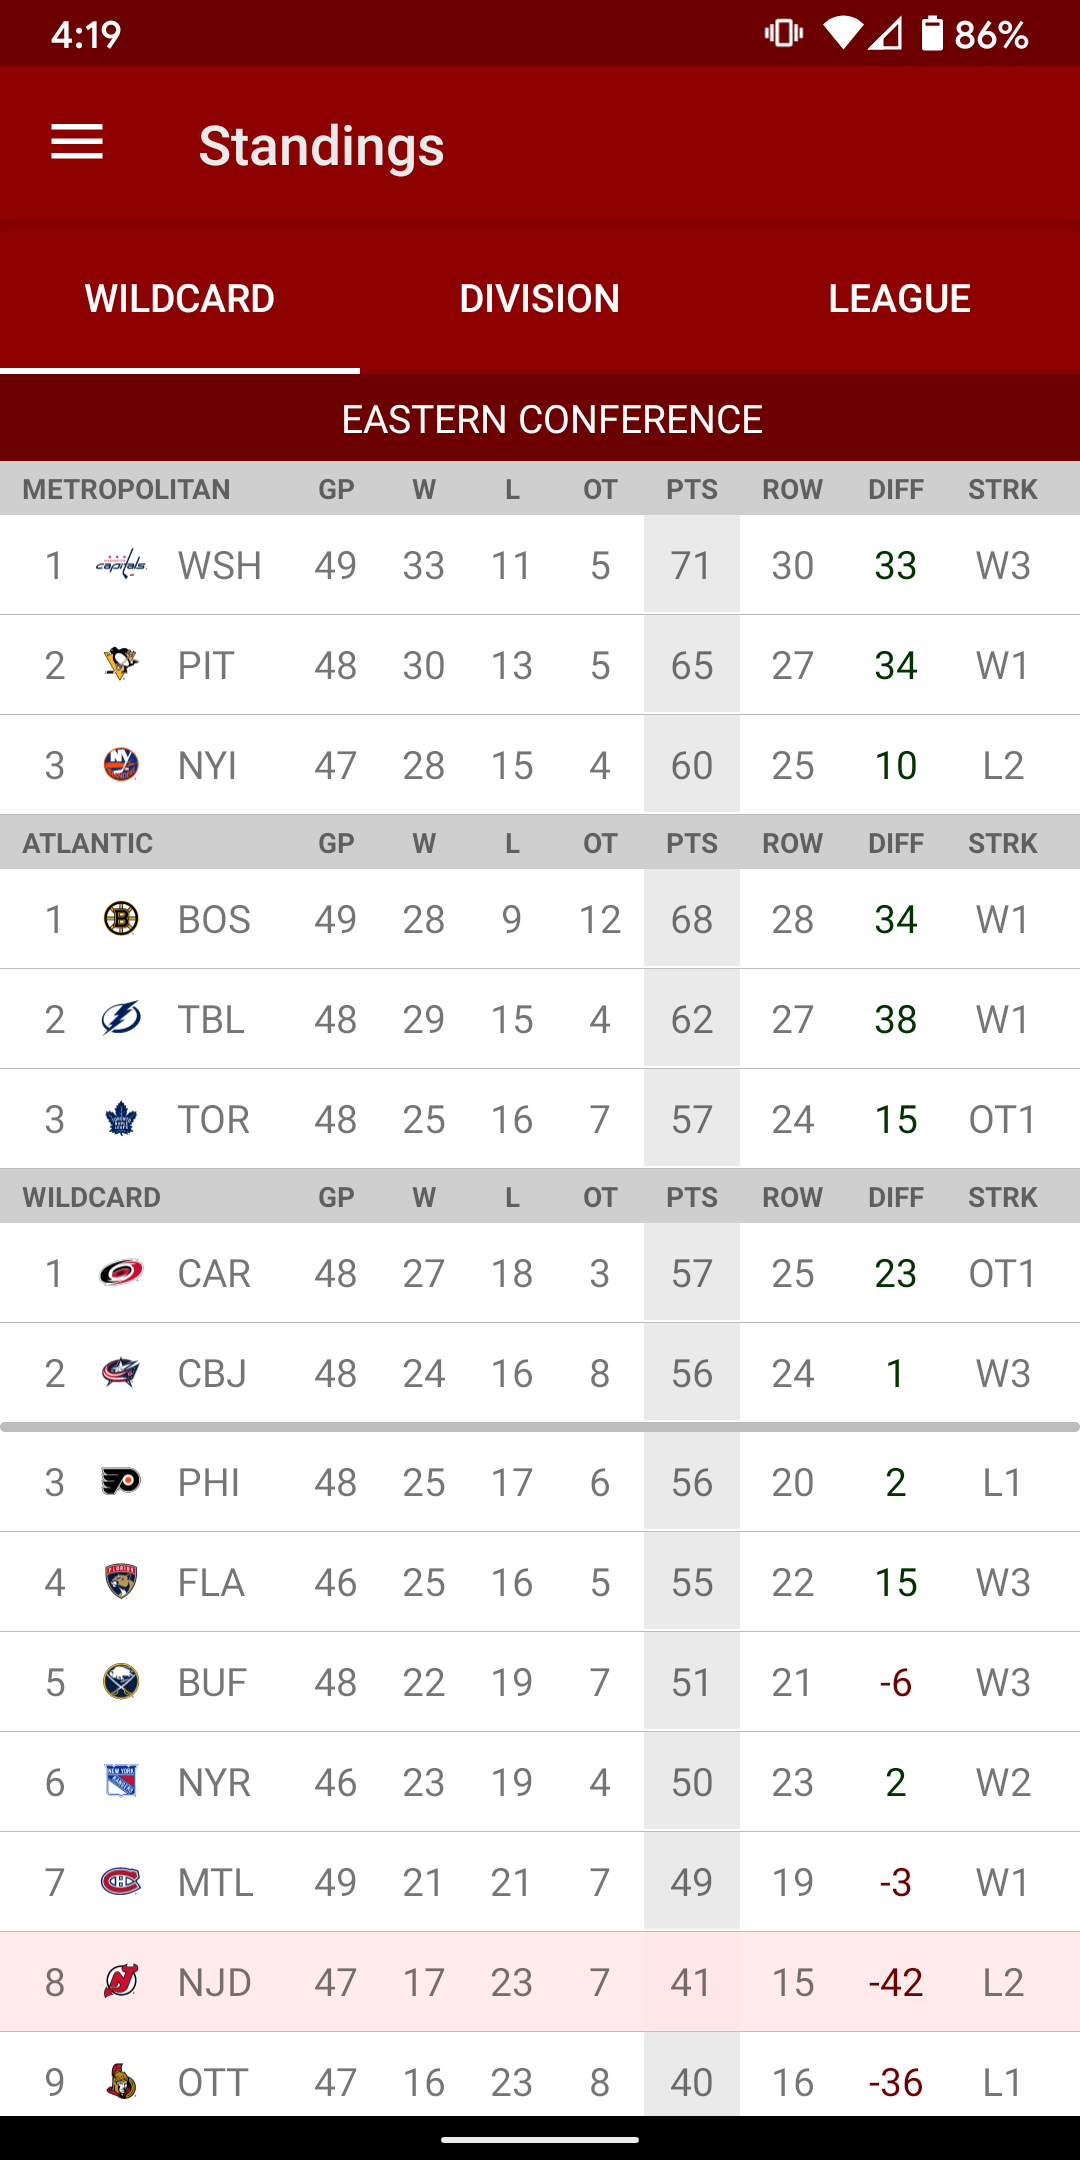 4:19 86%
Standings
WILDCARD DIVISION LEAGUE
EASTERN CONFERENCE
METROPOLITAN GP W L OT PTS ROW DIFF STRK
1 capitals WSH 49 33 11 5 71 30 33 W3
2 PIT 48 30 13 5 65 27 34 W1
3 NY NYI 47 28 15 4 60 25 10 L2
ATLANTIC GP W L OT PTS ROW DIFF STRK
1 B BOS 49 28 9 12 68 28 34 W1
2 TBL 48 29 15 4 62 27 38 W1
3 TOR 48 25 16 7 57 24 15 OT1
WILDCARD GP W L OT PTS ROW DIFF STRK
1 CAR 48 27 18 3 57 25 23 OT1
2 CBJ 48 24 16 8 56 24 1 W3
3 PHI 48 25 17 6 56 20 2 L1
4 FLORIDA FLA 46 25 16 5 55 22 15 W3
5 BUF 48 22 19 7 51 21 -6 W3
6 NEW YORK RANGERS NYR 46 23 19 4 50 23 2 W2
7 MTL 49 21 21 7 49 19 -3 W1
8 NJD 47 17 23 7 41 15 -42 L2
9 OTT 47 16 23 8 40 16 -36 L1